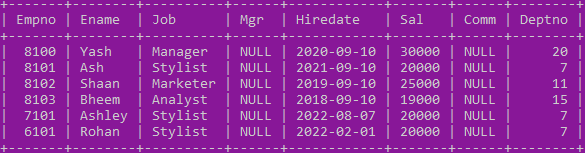 | Empno | Ename | Job | Mgr | Hiredate | Sal | Comm | Deptno |
| 8100 | Yash | Manager | NULL | 2020-09-10 | 30000 | NULL | 20 |
| 8101 | Ash | Stylist | NULL | 2021-09-10 | 20000 | NULL | 7 |
| 8102 | Shaan | Marketer | NULL | 2019-09-10 | 25000 | NULL | 11 |
| 8103 | Bheem | Analyst | NULL | 2018-09-10 | 19000 | NULL | 15 |
| 7101 | Ashley | Stylist | NULL | 2022-08-07 | 20000 | NULL | 7 |
| 6101 | Rohan | Stylist | NULL | 2022-02-01 | 20000 | NULL | 7 |